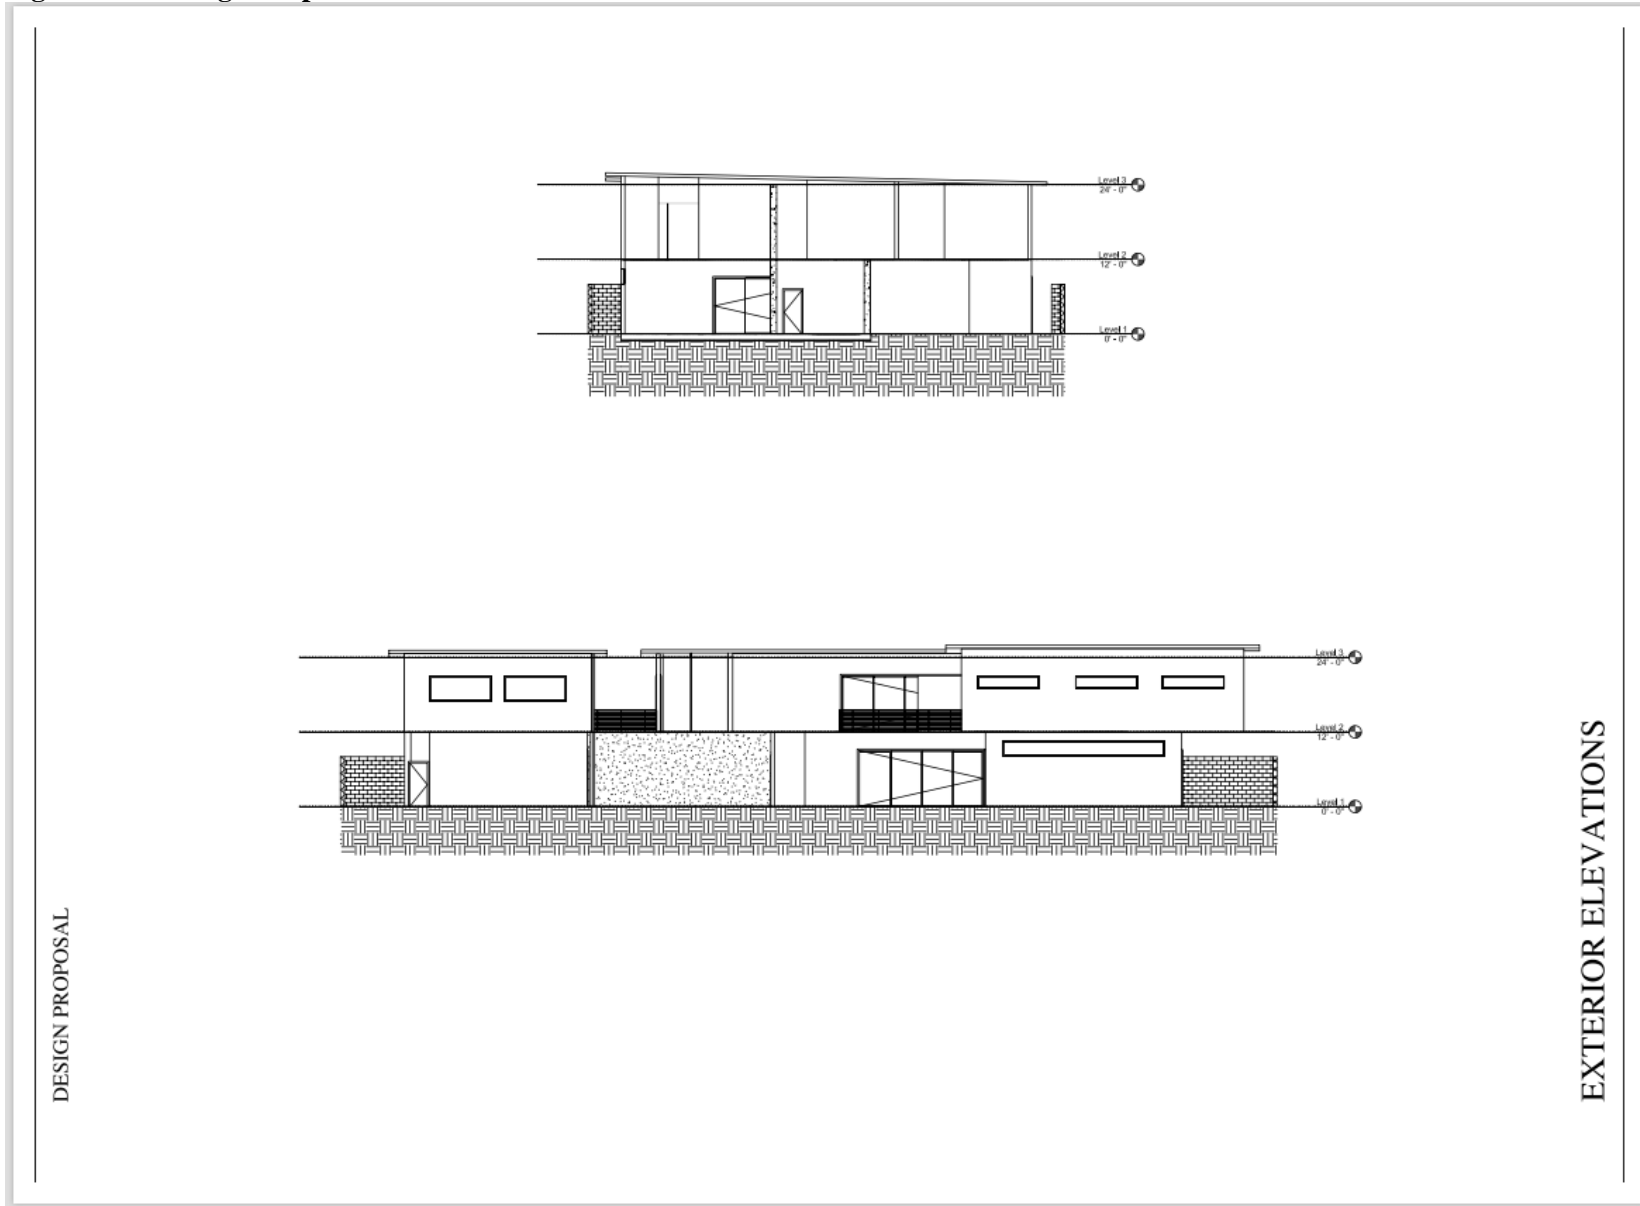 Level 3
24' - 0"
Level 2
12' - 0"
Level 1
0' - 0"
Level 3
24' - 0"
Level 2
12' - 0"
Level 1
0' - 0"
DESIGN PROPOSAL
EXTERIOR ELEVATIONS